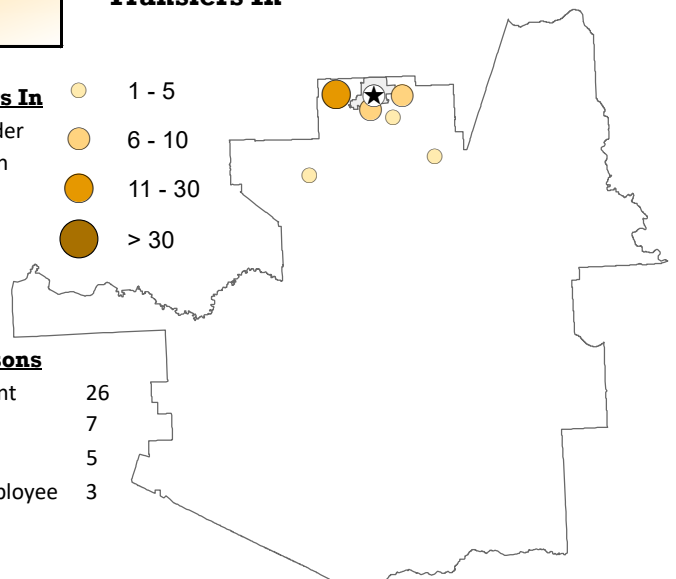 Transfers In
s In
der
n
1 - 5
6 - 10
11 - 30
> 30
sons
nt 26
7
5
ployee 3